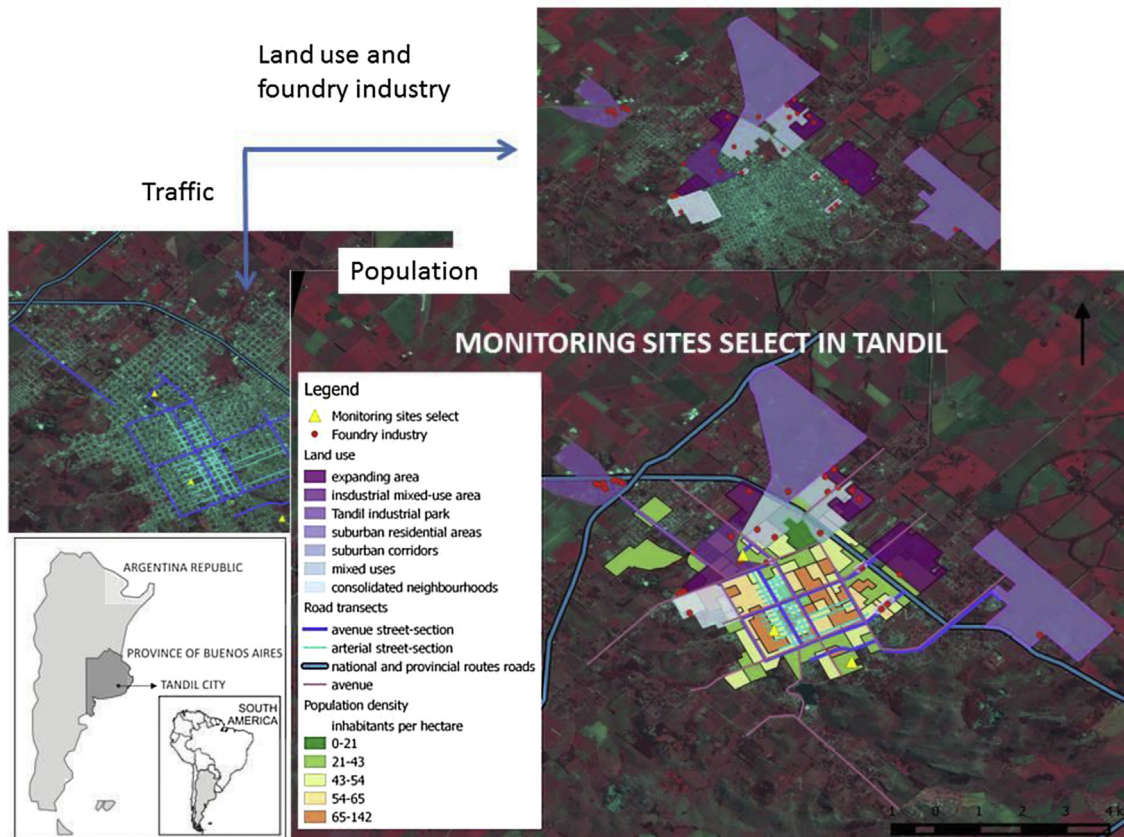 Land use and
foundry industry
Traffic
Population
MONITORING SITES SELECT IN TANDIL
Legend
Monitoring sites select
Foundry industry
Land use
expanding area
insdustrial mixed-use area
Tandil industrial park
suburban residential areas
suburban corridors
mixed uses
consolidated neighbourhoods
Road transects
avenue street-section
arterial street-section
national and provincial routes roads
avenue
Population density
inhabitants per hectare
0-21
21-43
43-54
54-65
65-142
ARGENTINA REPUBLIC
PROVINCE OF BUENOS AIRES
TANDIL CITY
SOUTH
AMERICA
1 0 1 2 3 4 k